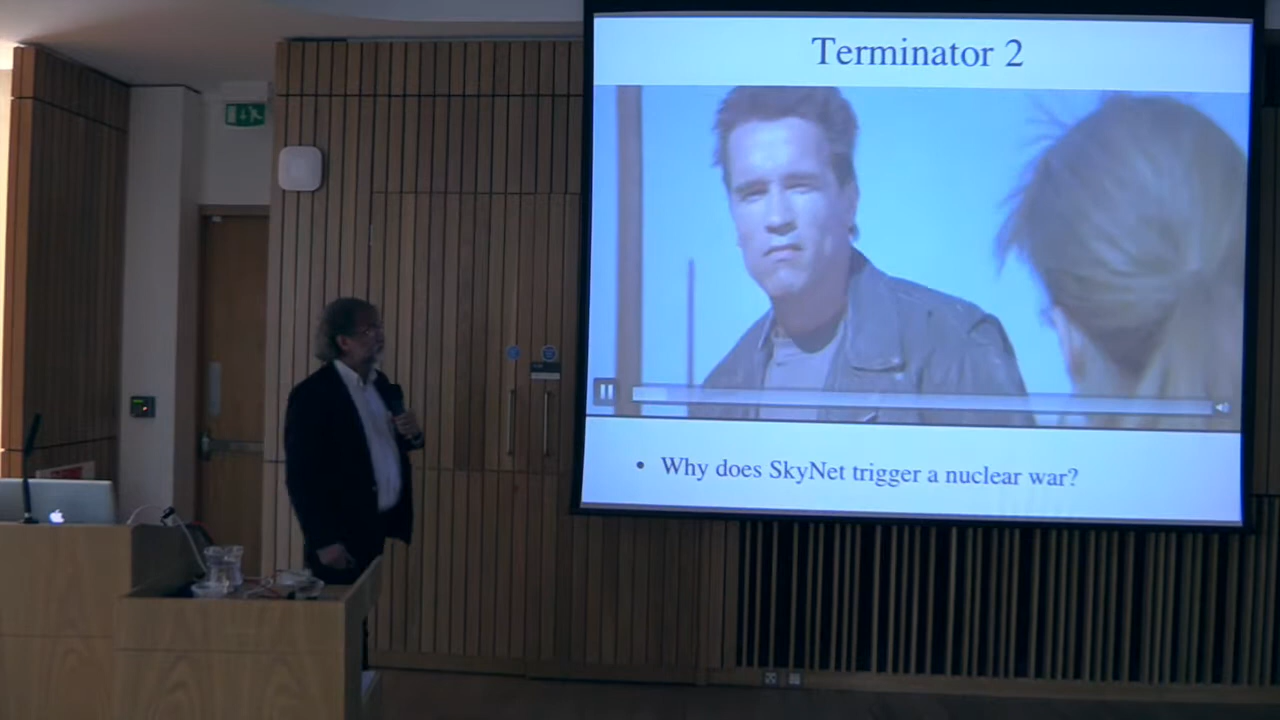 Terminator 2
• Why does SkyNet trigger a nuclear war?